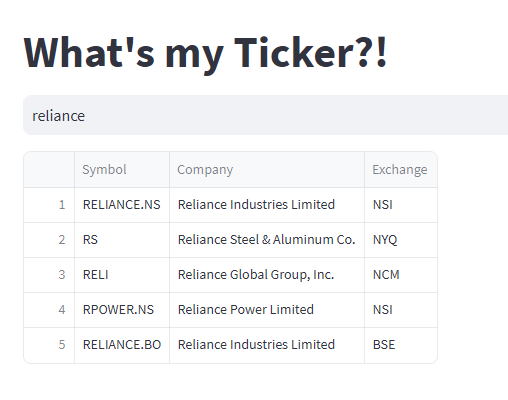 What's my Ticker?!
reliance
Symbol Company Exchange
1 RELIANCE.NS Reliance Industries Limited NSI
2 RS Reliance Steel & Aluminum Co. NYQ
3 RELI Reliance Global Group, Inc. NCM
4 RPOWER.NS Reliance Power Limited NSI
5 RELIANCE.BO Reliance Industries Limited BSE